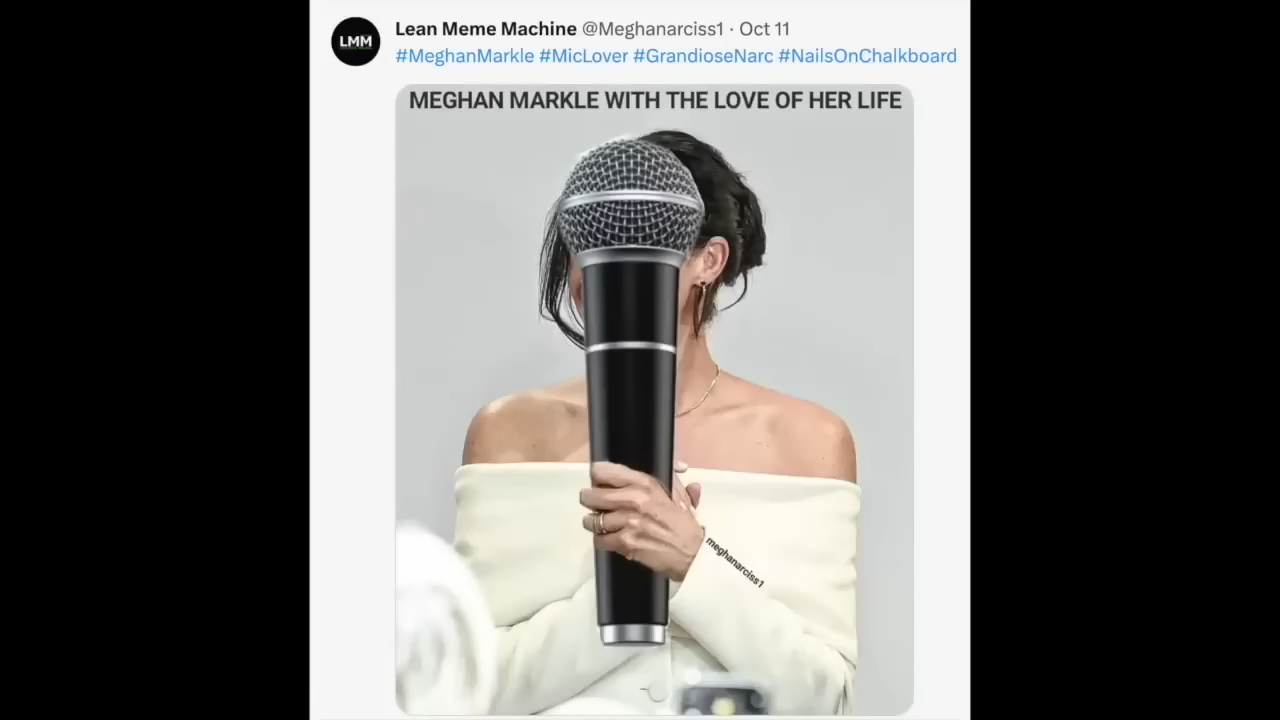 LMM
Lean Meme Machine @Meghanarciss1 · Oct 11
#MeghanMarkle #MicLover #GrandioseNarc #NailsOnChalkboard
MEGHAN MARKLE WITH THE LOVE OF HER LIFE
meghanarciss1